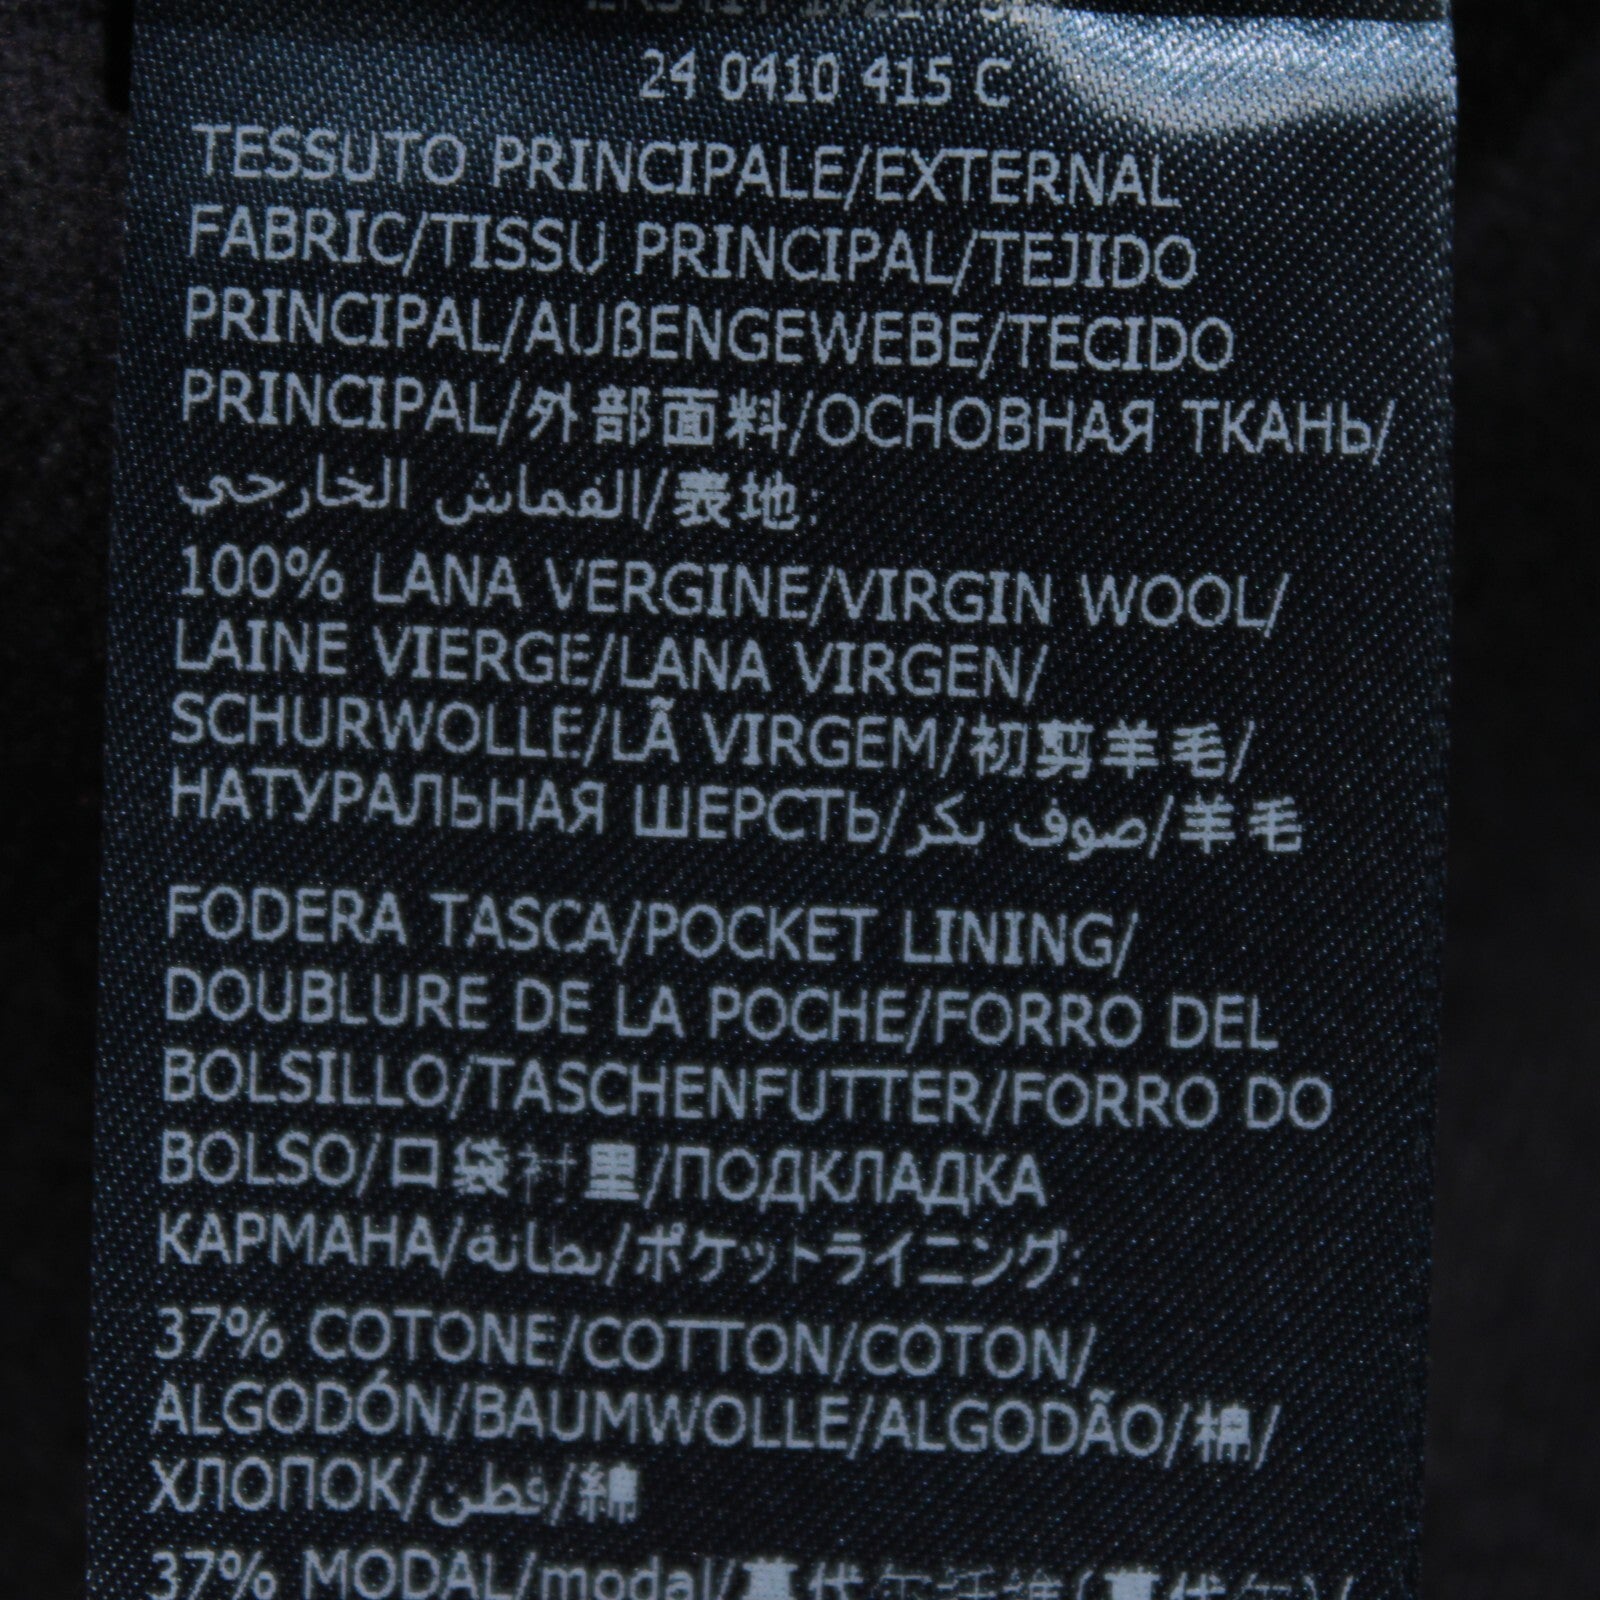 24 0410 415 C
TESSUTO PRINCIPALE/EXTERNAL
FABRIC/TISSU PRINCIPAL/TEJIDO
PRINCIPAL/AUßENGEWEBE/TECIDO
PRINCIPAL/外部面料/ОСНОВНАЯ ТКАНЬ/
القماش الخارجي/表地:
100% LANA VERGINE/VIRGIN WOOL/
LAINE VIERGE/LANA VIRGEN/
SCHURWOLLE/LÃ VIRGEM/初剪羊毛/
НАТУРАЛЬНАЯ ШЕРСТЬ/صوف بكر/羊毛
FODERA TASCA/POCKET LINING/
DOUBLURE DE LA POCHE/FORRO DEL
BOLSILLO/TASCHENFUTTER/FORRO DO
BOLSO/口袋衬里/ПОДКЛАДКА
КАРМАНА/بطانة/ポケットライニング:
37% COTONE/COTTON/COTON/
ALGODÓN/BAUMWOLLE/ALGODÃO/棉/
ХЛОПОК/قطن/綿
37% MODAL/modal/